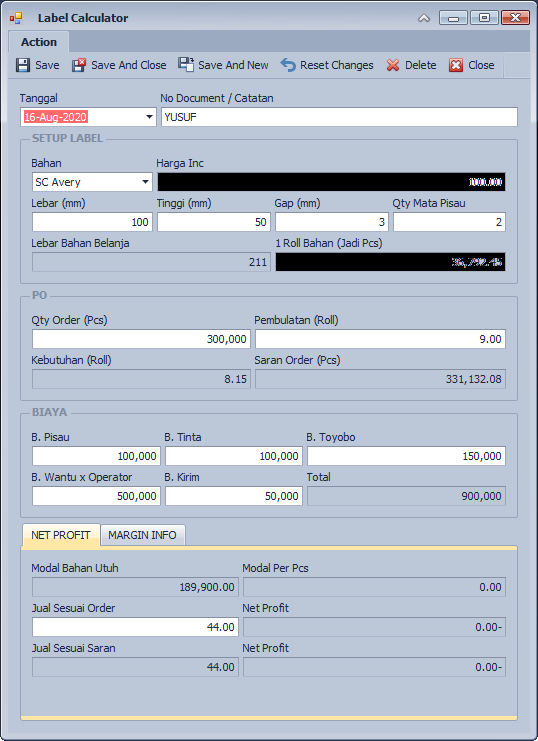 Label Calculator
Action
Save Save And Close Save And New Reset Changes Delete Close
Tanggal No Document / Catatan
16-Aug-2020 YUSUF
SETUP LABEL
Bahan Harga Inc
SC Avery
Lebar (mm) Tinggi (mm) Gap (mm) Qty Mata Pisau
100 50 3 2
Lebar Bahan Belanja 1 Roll Bahan (Jadi Pcs)
211
PO
Qty Order (Pcs) Pembulatan (Roll)
300,000 9.00
Kebutuhan (Roll) Saran Order (Pcs)
8.15 331,132.08
BIAYA
B. Pisau B. Tinta B. Toyobo
100,000 100,000 150,000
B. Wantu x Operator B. Kirim Total
500,000 50,000 900,000
NET PROFIT MARGIN INFO
Modal Bahan Utuh Modal Per Pcs
189,900.00 0.00
Jual Sesuai Order Net Profit
44.00 0.00-
Jual Sesuai Saran Net Profit
44.00 0.00-